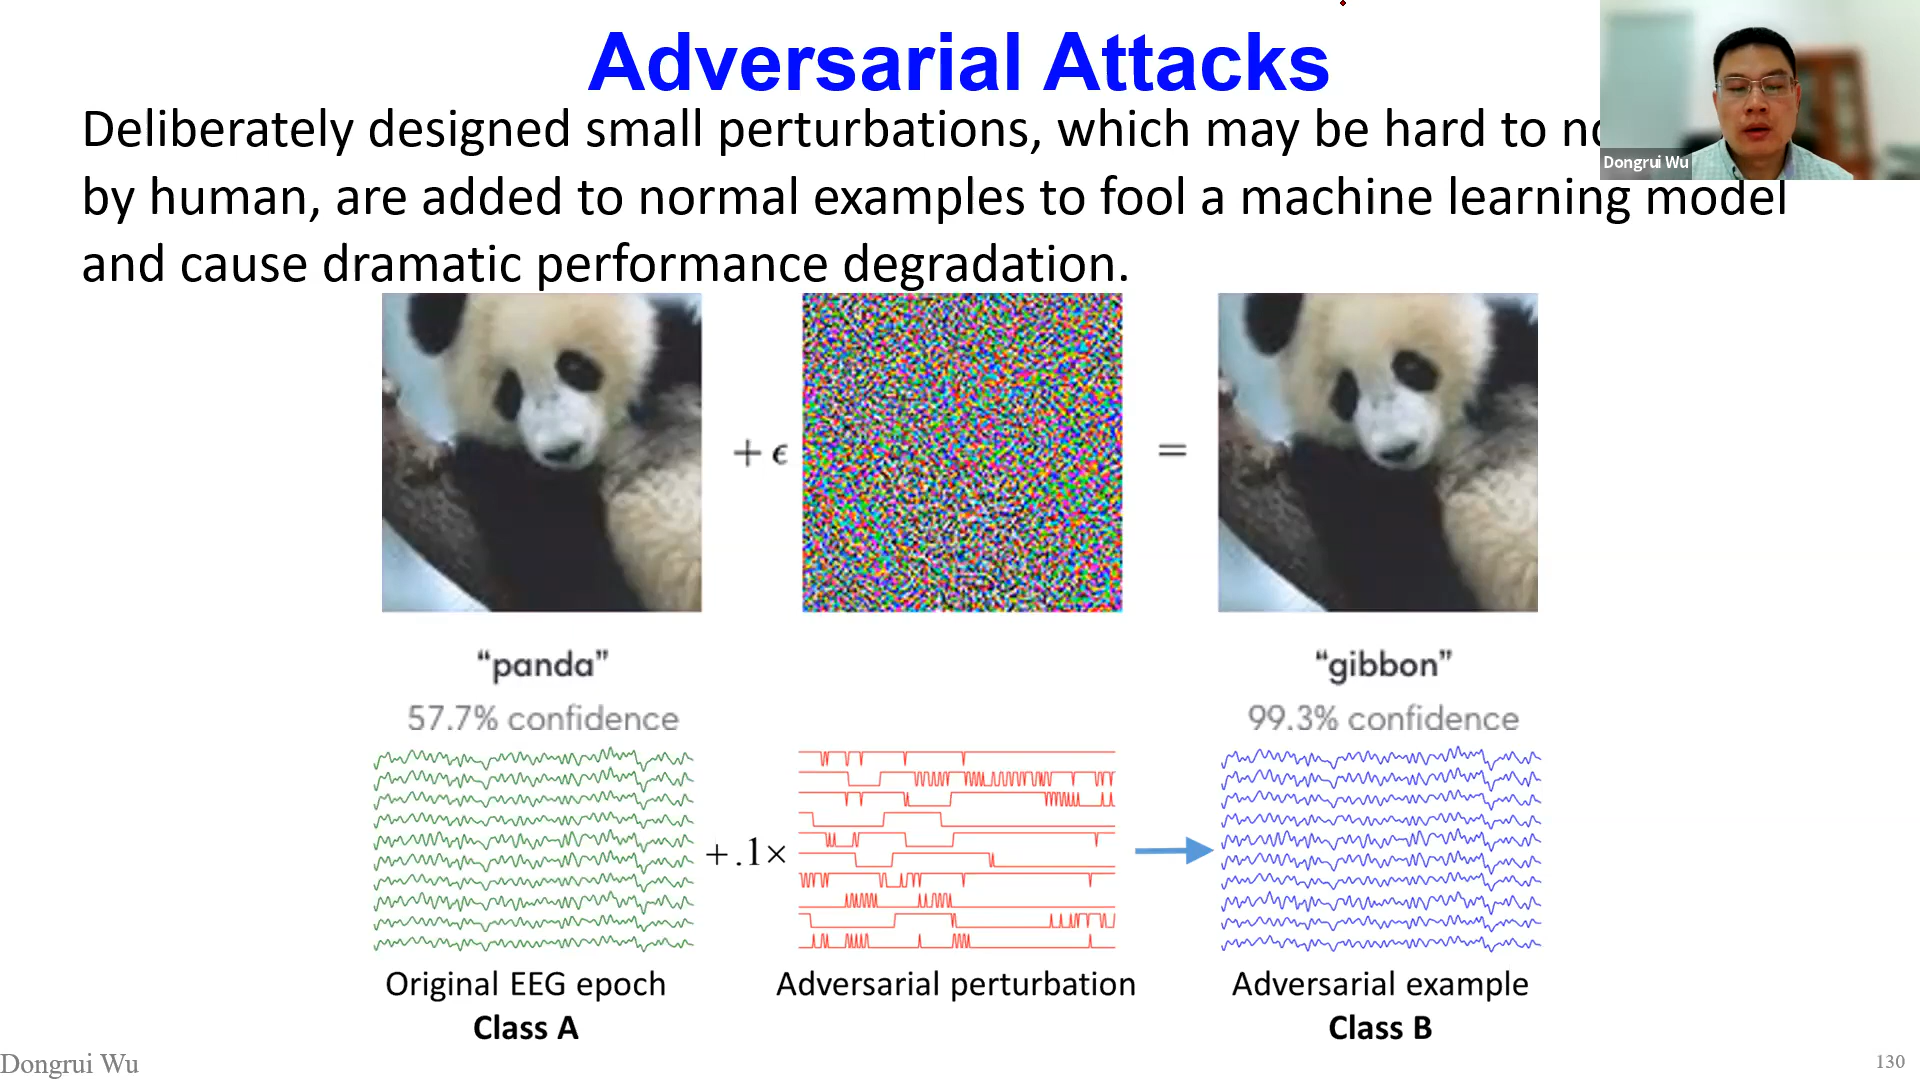 Adversarial Attacks
Deliberately designed small perturbations, which may be hard to
by human, are added to normal examples to fool a machine learning model
and cause dramatic performance degradation.
Dongrui Wu
+ ϵ
=
“panda”
“gibbon”
57.7% confidence
99.3% confidence
+ .1×
Original EEG epoch
Adversarial perturbation
Adversarial example
Class A
Class B
Dongrui Wu
130